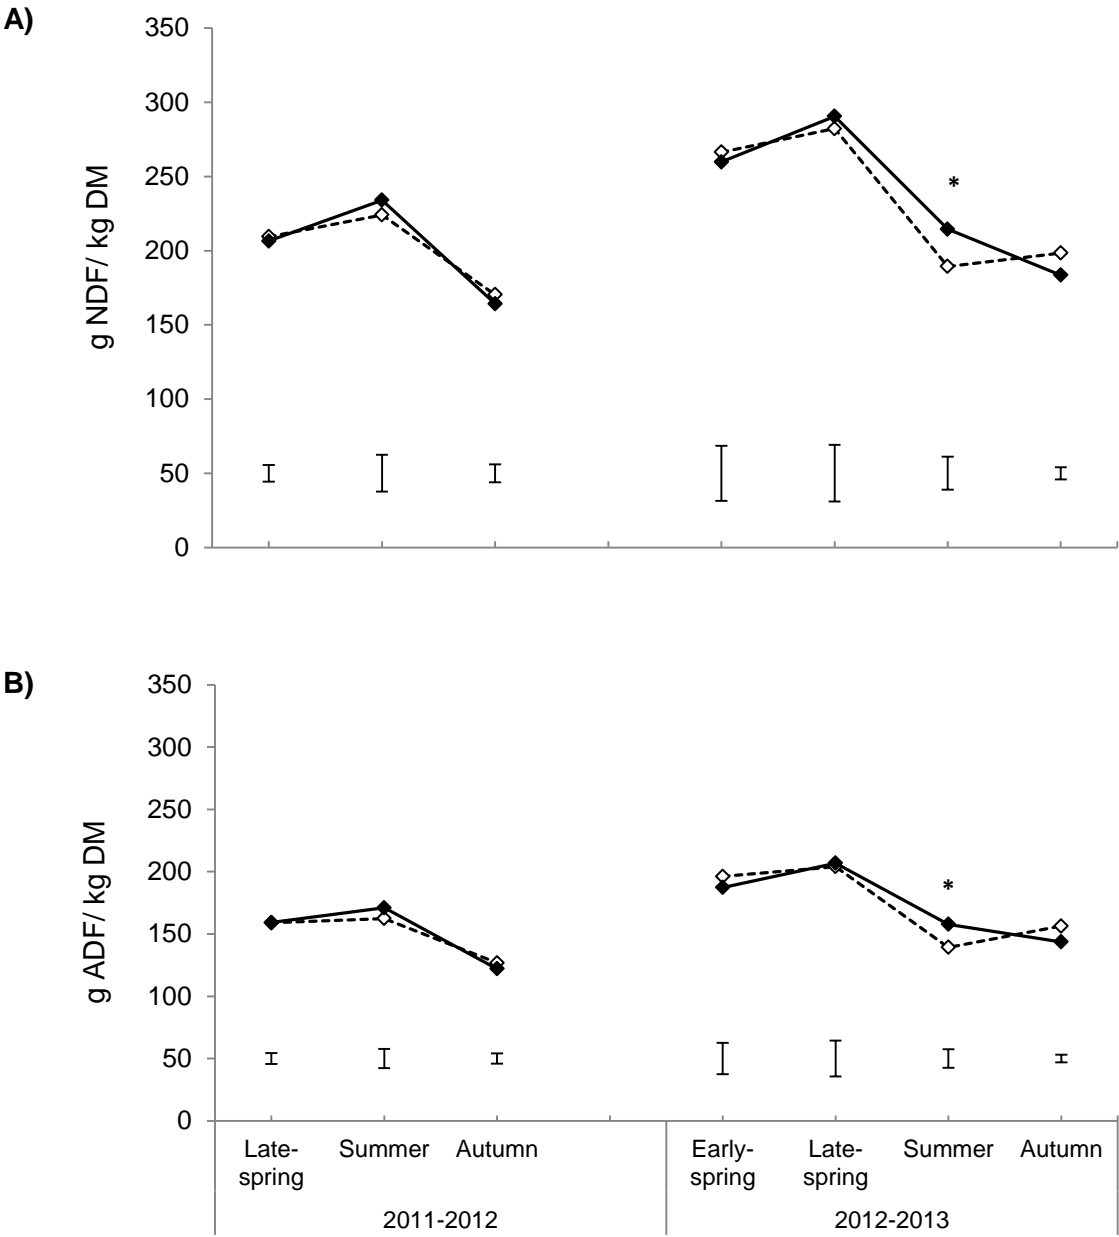 A)
350
300
250
200
150
100
50
0
g NDF/ kg DM
*
B)
350
300
250
200
150
100
50
0
g ADF/ kg DM
*
Late-
spring
Summer
Autumn
Early-
spring
Late-
spring
Summer
Autumn
2011-2012
2012-2013